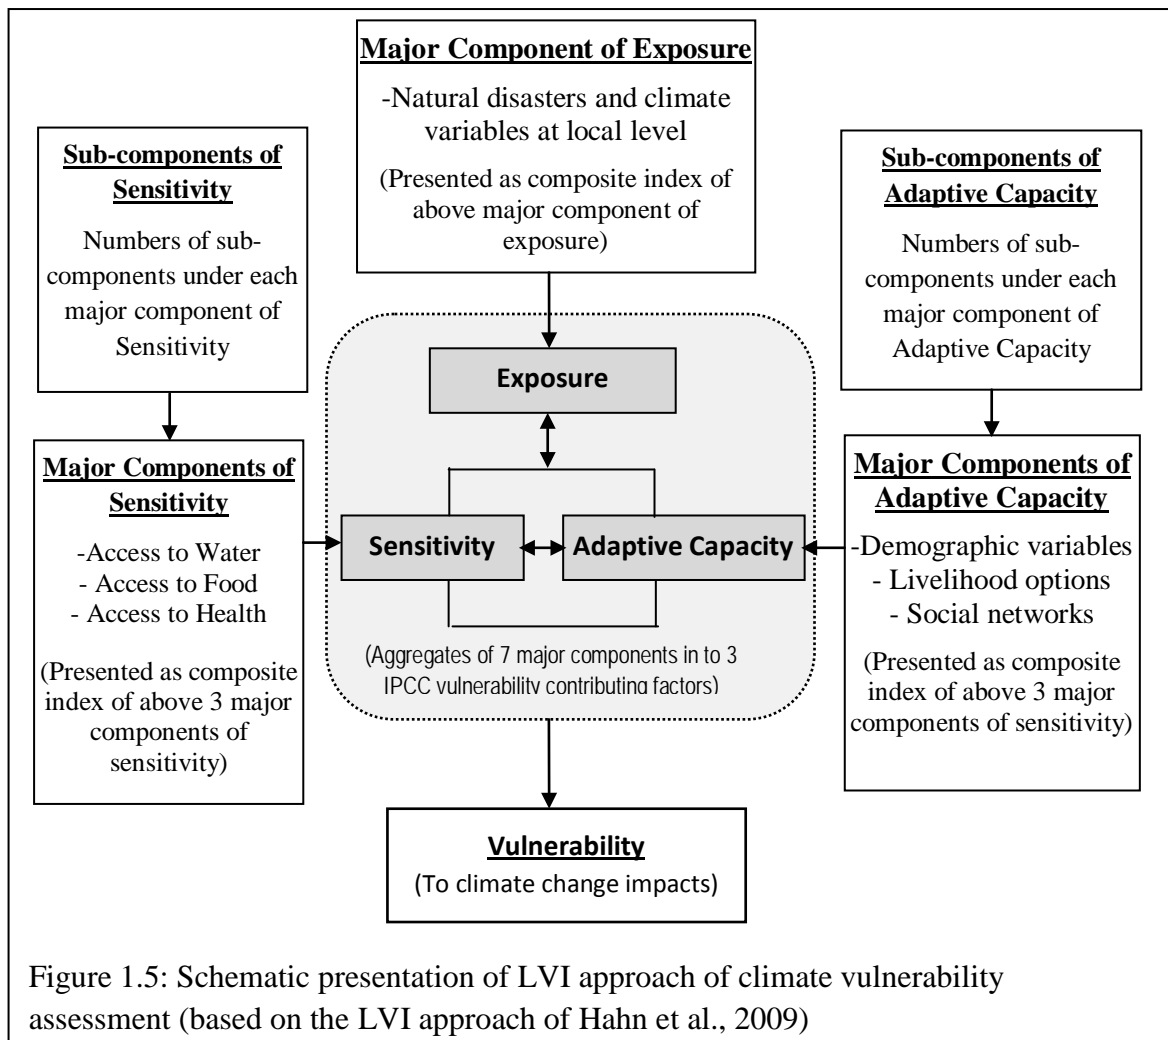 Major Component of Exposure
-Natural disasters and climate
variables at local level
(Presented as composite index of
above major component of
exposure)
Sub-components of
Sensitivity
Numbers of sub-
components under each
major component of
Sensitivity
Sub-components of
Adaptive Capacity
Numbers of sub-
components under each
major component of
Adaptive Capacity
Exposure
Major Components of
Sensitivity
-Access to Water
- Access to Food
- Access to Health
(Presented as composite
index of above 3 major
components of
sensitivity)
Sensitivity
Adaptive Capacity
Major Components of
Adaptive Capacity
-Demographic variables
- Livelihood options
- Social networks
(Presented as composite
index of above 3 major
components of sensitivity)
(Aggregates of 7 major components in to 3
IPCC vulnerability contributing factors)
Vulnerability
(To climate change impacts)
Figure 1.5: Schematic presentation of LVI approach of climate vulnerability
assessment (based on the LVI approach of Hahn et al., 2009)